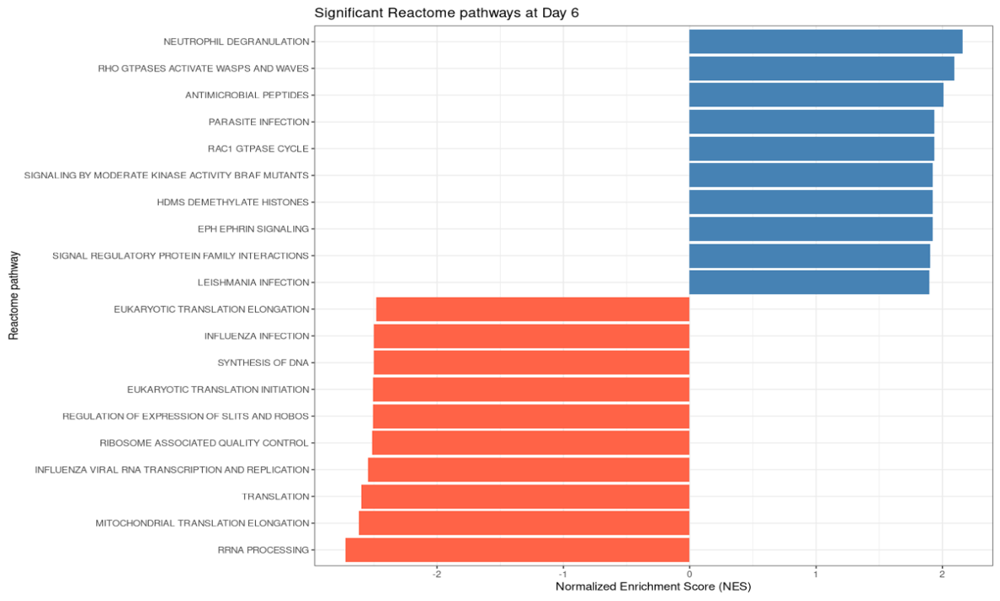 Significant Reactome pathways at Day 6
Reactome pathway
NEUTROPHIL DEGRANULATION
RHO GTPASES ACTIVATE WASPS AND WAVES
ANTIMICROBIAL PEPTIDES
PARASITE INFECTION
RAC1 GTPASE CYCLE
SIGNALING BY MODERATE KINASE ACTIVITY BRAF MUTANTS
HDMS DEMETHYLATE HISTONES
EPH EPHRIN SIGNALING
SIGNAL REGULATORY PROTEIN FAMILY INTERACTIONS
LEISHMANIA INFECTION
EUKARYOTIC TRANSLATION ELONGATION
INFLUENZA INFECTION
SYNTHESIS OF DNA
EUKARYOTIC TRANSLATION INITIATION
REGULATION OF EXPRESSION OF SLITS AND ROBOS
RIBOSOME ASSOCIATED QUALITY CONTROL
INFLUENZA VIRAL RNA TRANSCRIPTION AND REPLICATION
TRANSLATION
MITOCHONDRIAL TRANSLATION ELONGATION
RRNA PROCESSING
-2 -1 0 1 2
Normalized Enrichment Score (NES)